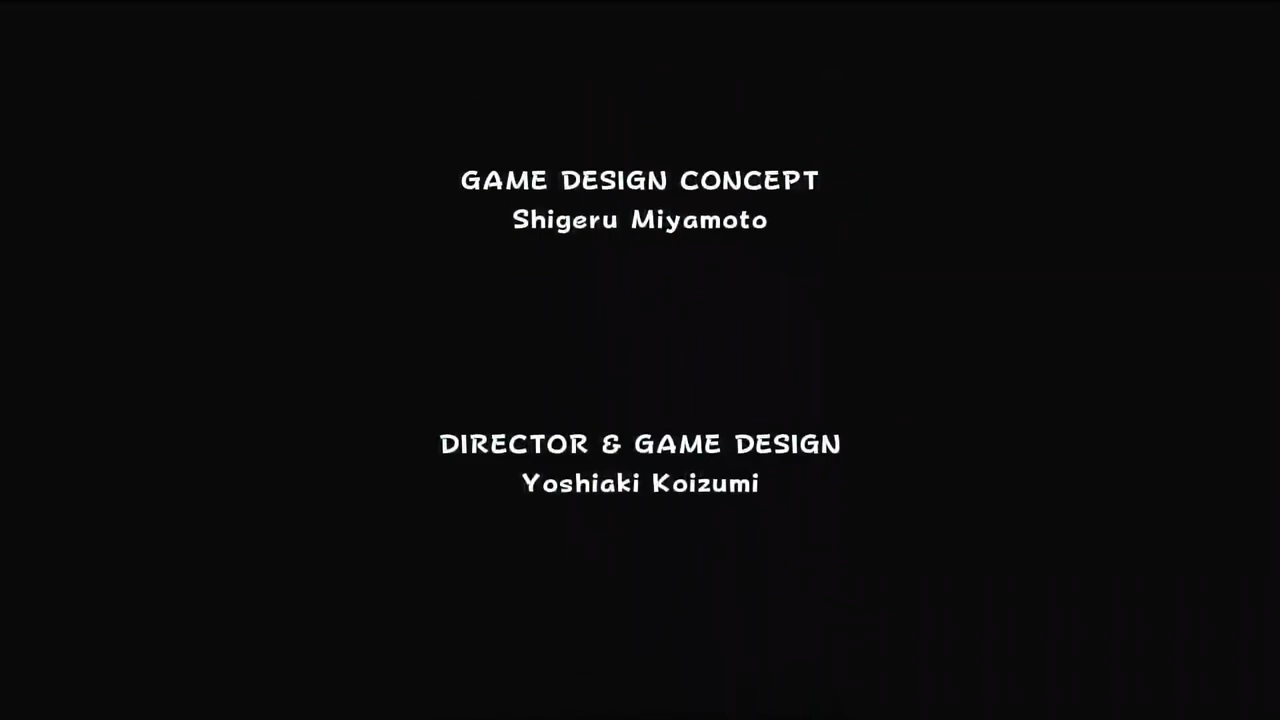 GAME DESIGN CONCEPT
Shigeru Miyamoto
DIRECTOR & GAME DESIGN
Yoshiaki Koizumi